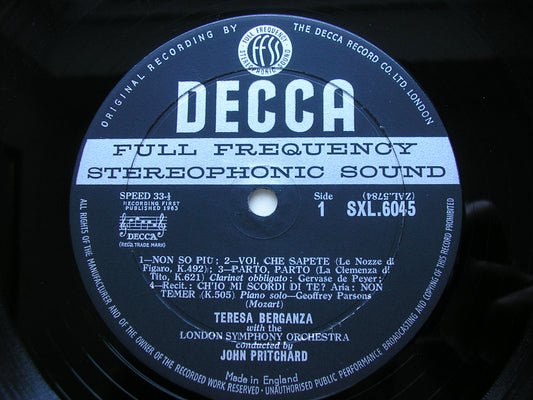 ORIGINAL RECORDING BY
THE DECCA RECORD CO. LTD. LONDON
FULL FREQUENCY
STEREOPHONIC SOUND
FFSS
DECCA
FULL FREQUENCY
STEREOPHONIC SOUND
SPEED 33⅓
RECORDING FIRST
PUBLISHED 1963
DECCA
(REGD. TRADE MARK)
Side
1
(ZAL.5784)
SXL.6045
1—NON SO PIU; 2—VOI, CHE SAPETE (Le Nozze di
Figaro, K.492); 3—PARTO, PARTO (La Clemenza di
Tito, K.621) Clarinet obbligato: Gervase de Peyer;
4—Recit.: CH'IO MI SCORDI DI TE? Aria: NON
TEMER (K.505) Piano solo—Geoffrey Parsons
(Mozart)
TERESA BERGANZA
with the
LONDON SYMPHONY ORCHESTRA
conducted by
JOHN PRITCHARD
Made in England
ALL RIGHTS OF THE MANUFACTURER AND OF THE OWNER OF THE RECORDED WORK RESERVED · UNAUTHORISED PUBLIC PERFORMANCE BROADCASTING AND COPYING OF THIS RECORD PROHIBITED